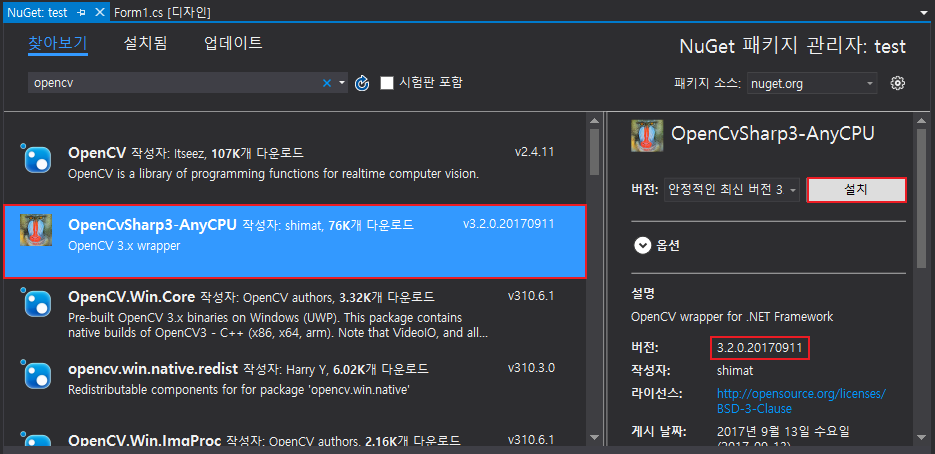 NuGet: test
Form1.cs [디자인]
찾아보기 설치됨 업데이트
NuGet 패키지 관리자: test
opencv
시험판 포함
패키지 소스: nuget.org
OpenCV 작성자: Itseez, 107K개 다운로드 v2.4.11
OpenCV is a library of programming functions for realtime computer vision.
OpenCvSharp3-AnyCPU 작성자: shimat, 76K개 다운로드 v3.2.0.20170911
OpenCV 3.x wrapper
OpenCV.Win.Core 작성자: OpenCV authors, 3.32K개 다운로드 v310.6.1
Pre-built OpenCV 3.x binaries on Windows (UWP). This package contains
native builds of OpenCV3 - C++ (x86, x64, arm). Note that VideoIO, and all...
opencv.win.native.redist 작성자: Harry Y, 6.02K개 다운로드 v310.3.0
Redistributable components for for package 'opencv.win.native'
OpenCV.Win.ImgProc 작성자: OpenCV authors, 2.16K개 다운로드 v310.6.1
OpenCvSharp3-AnyCPU
버전: 안정적인 최신 버전 3 설치
옵션
설명
OpenCV wrapper for .NET Framework
버전: 3.2.0.20170911
작성자: shimat
라이선스: http://opensource.org/licenses/
BSD-3-Clause
게시 날짜: 2017년 9월 13일 수요일
(2017-09-13)